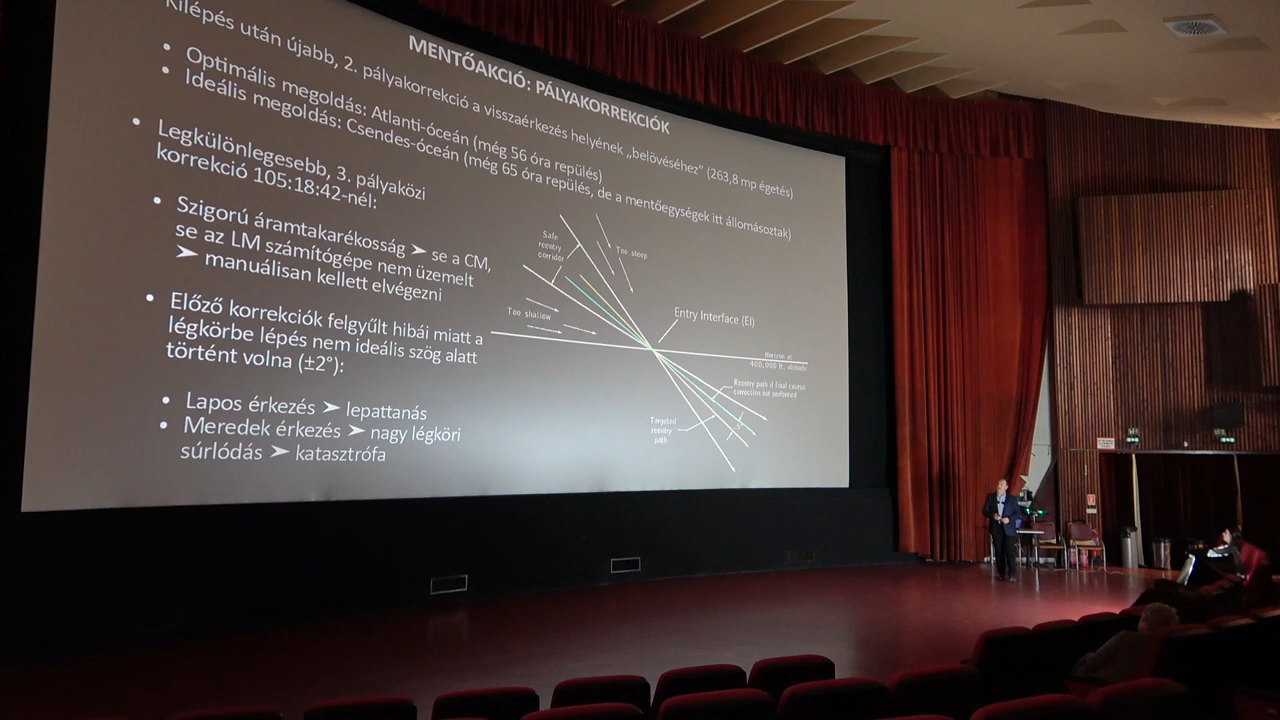 MENTŐAKCIÓ: PÁLYAKORREKCIÓK
Kilépés után újabb, 2. pályakorrekció a visszaérkezés helyének „belövéséhez” (263,8 mp égetés)
• Optimális megoldás: Atlanti-óceán (még 56 óra repülés)
• Ideális megoldás: Csendes-óceán (még 65 óra repülés, de a mentőegységek itt állomásoztak)
• Legkülönlegesebb, 3. pályaközi
korrekció 105:18:42-nél:
• Szigorú áramtakarékosság ➤ se a CM,
se az LM számítógépe nem üzemelt
➤ manuálisan kellett elvégezni
• Előző korrekciók felgyűlt hibái miatt a
légkörbe lépés nem ideális szög alatt
történt volna (±2°):
• Lapos érkezés ➤ lepattanás
• Meredek érkezés ➤ nagy légköri
súrlódás ➤ katasztrófa
Safe
reentry
corridor
Too steep
Too shallow
Entry Interface (EI)
Horizon at
400,000 ft. altitude
Reentry path if final course
correction not performed
Targeted
reentry
path